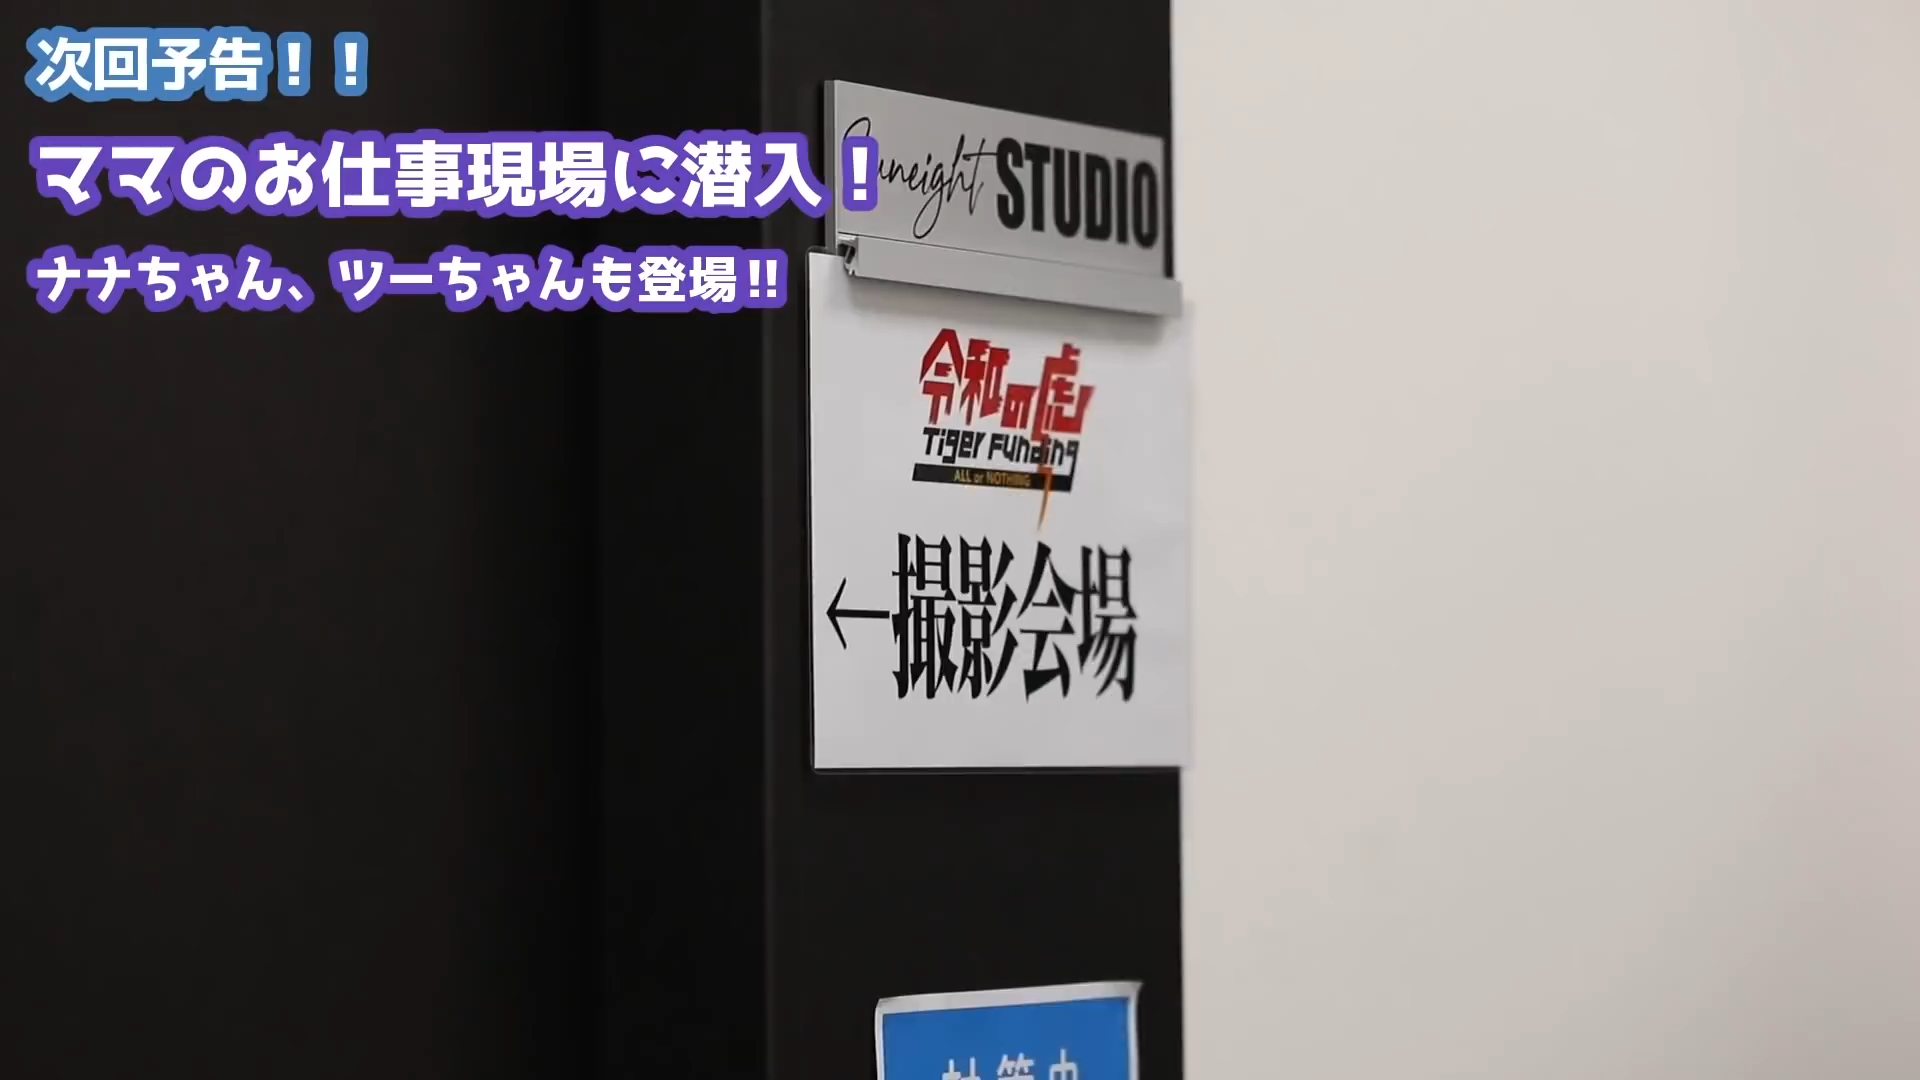 次回予告！！
ママのお仕事現場に潜入！
ナナちゃん、ツーちゃんも登場!!
STUDIO
令和の虎
Tiger Funding
ALL or NOTHING
←撮影会場